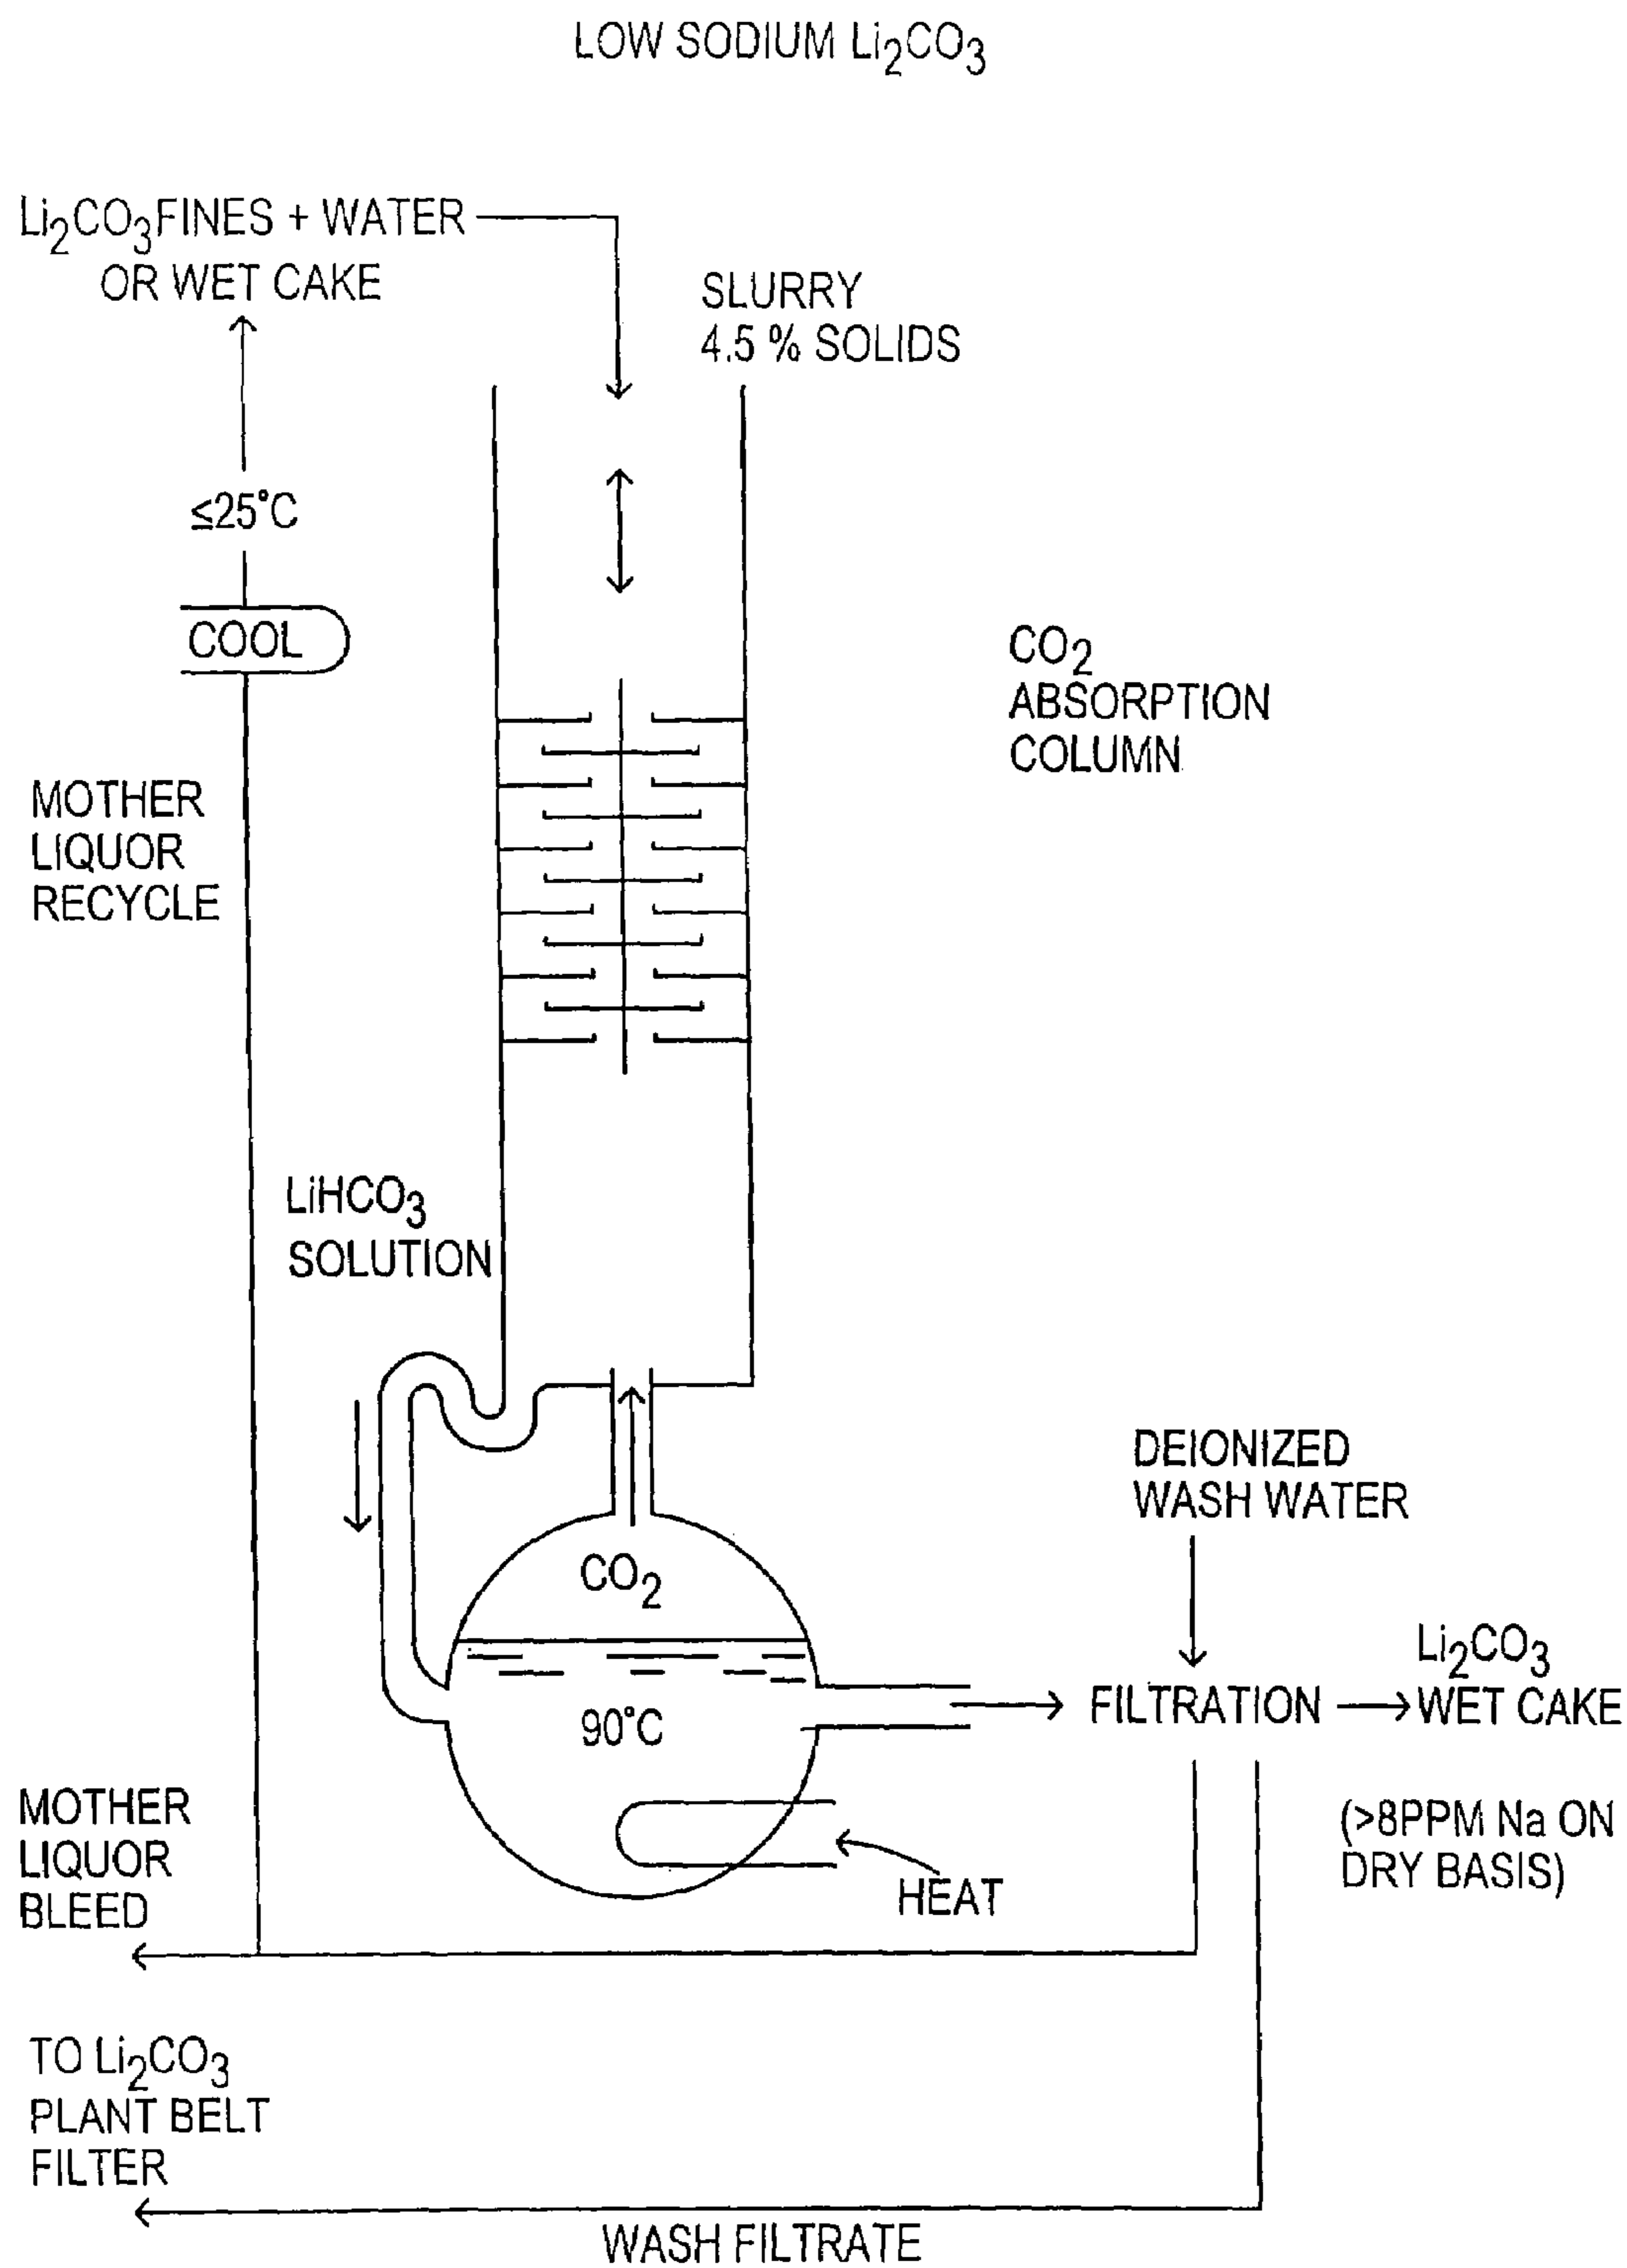 LOW SODIUM Li₂CO₃
Li₂CO₃FINES + WATER
OR WET CAKE
SLURRY
4.5 % SOLIDS
≤25°C
COOL
CO₂
ABSORPTION
COLUMN
MOTHER
LIQUOR
RECYCLE
LiHCO₃
SOLUTION
DEIONIZED
WASH WATER
CO₂
90°C
FILTRATION
Li₂CO₃
WET CAKE
(>8PPM Na ON
DRY BASIS)
HEAT
MOTHER
LIQUOR
BLEED
TO Li₂CO₃
PLANT BELT
FILTER
WASH FILTRATE